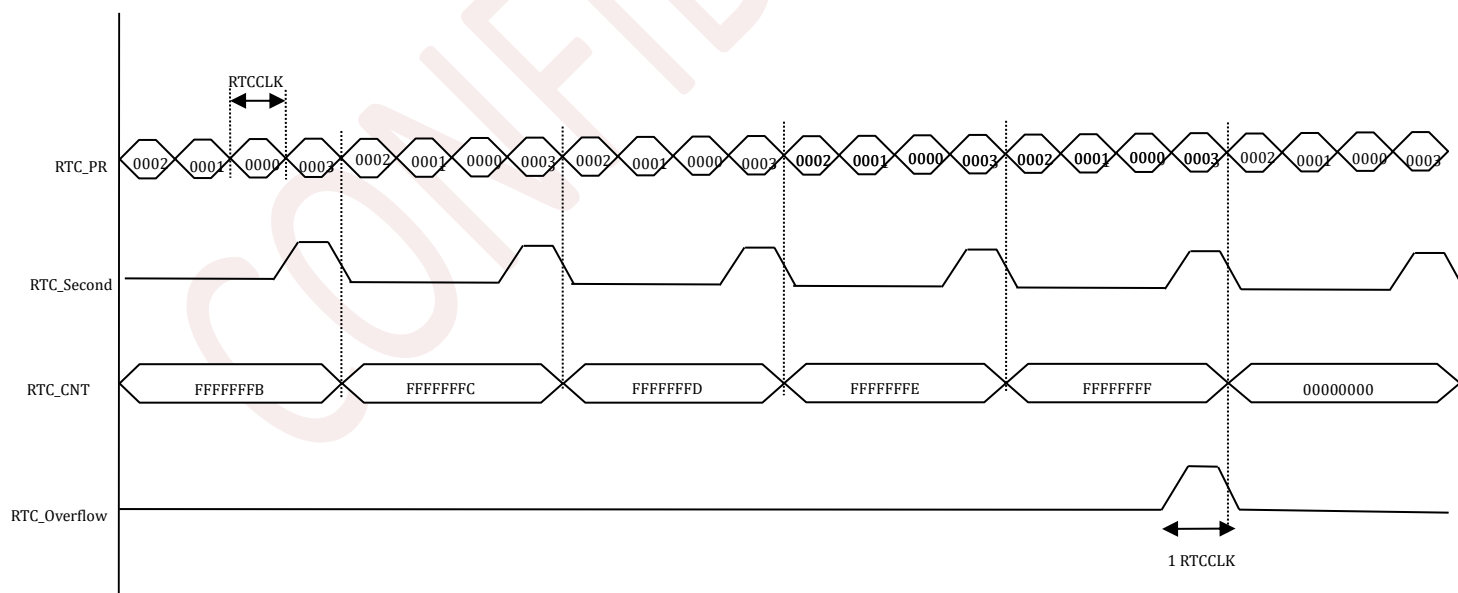 RTCCLK
RTC_PR 0002 0001 0000 0003 0002 0001 0000 0003 0002 0001 0000 0003 0002 0001 0000 0003 0002 0001 0000 0003 0002 0001 0000 0003
RTC_Second
RTC_CNT FFFFFFFB FFFFFFFC FFFFFFFD FFFFFFFE FFFFFFFF 00000000
RTC_Overflow
1 RTCCLK
CONFID